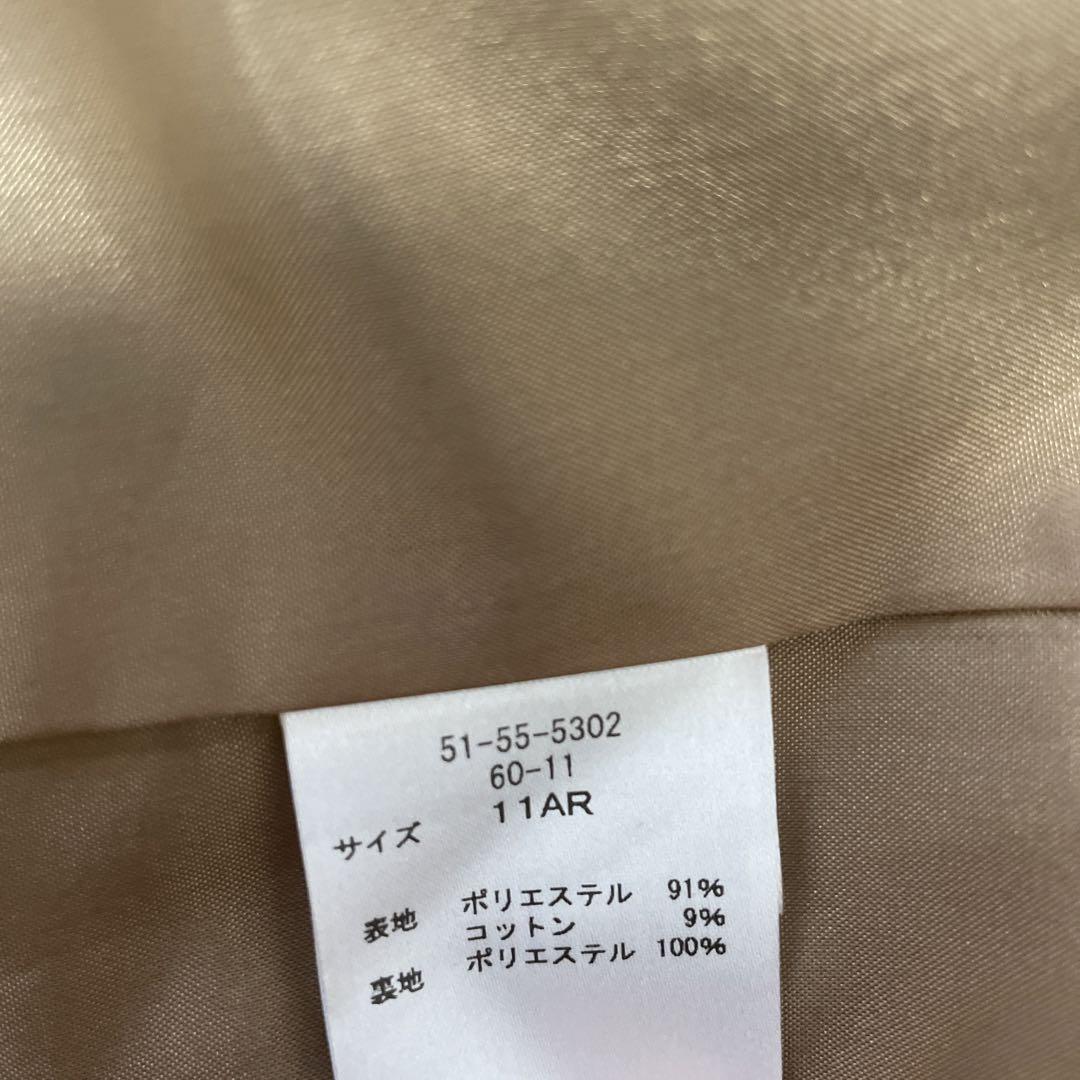 51-55-5302
60-11
サイズ 11AR
表地 ポリエステル 91%
コットン 9%
裏地 ポリエステル 100%